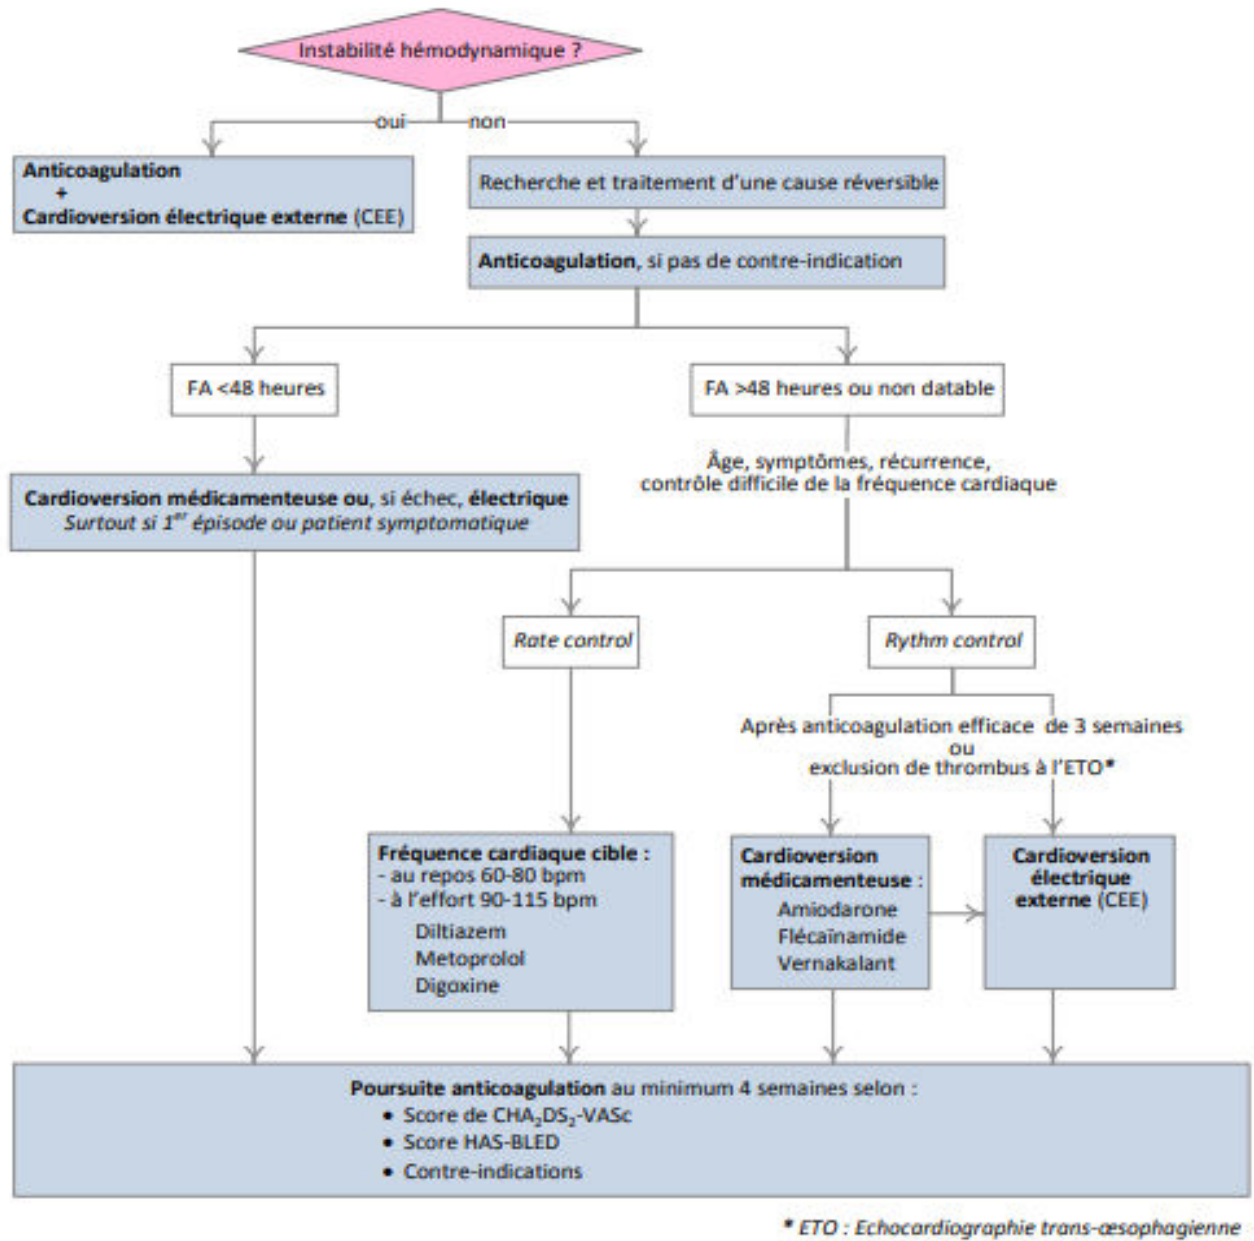 Instabilité hémodynamique ?
oui
non
Anticoagulation
+
Cardioversion électrique externe (CEE)
Recherche et traitement d'une cause réversible
Anticoagulation, si pas de contre-indication
FA <48 heures
FA >48 heures ou non datable
Âge, symptômes, récurrence,
contrôle difficile de la fréquence cardiaque
Cardioversion médicamenteuse ou, si échec, électrique
Surtout si 1er épisode ou patient symptomatique
Rate control
Rythm control
Après anticoagulation efficace de 3 semaines
ou
exclusion de thrombus à l'ETO*
Fréquence cardiaque cible :
- au repos 60-80 bpm
- à l'effort 90-115 bpm
Diltiazem
Metoprolol
Digoxine
Cardioversion
médicamenteuse :
Amiodarone
Flécaïnamide
Vernakalant
Cardioversion
électrique
externe (CEE)
Poursuite anticoagulation au minimum 4 semaines selon :
• Score de CHA₂DS₂-VASc
• Score HAS-BLED
• Contre-indications
* ETO : Echocardiographie trans-œsophagienne